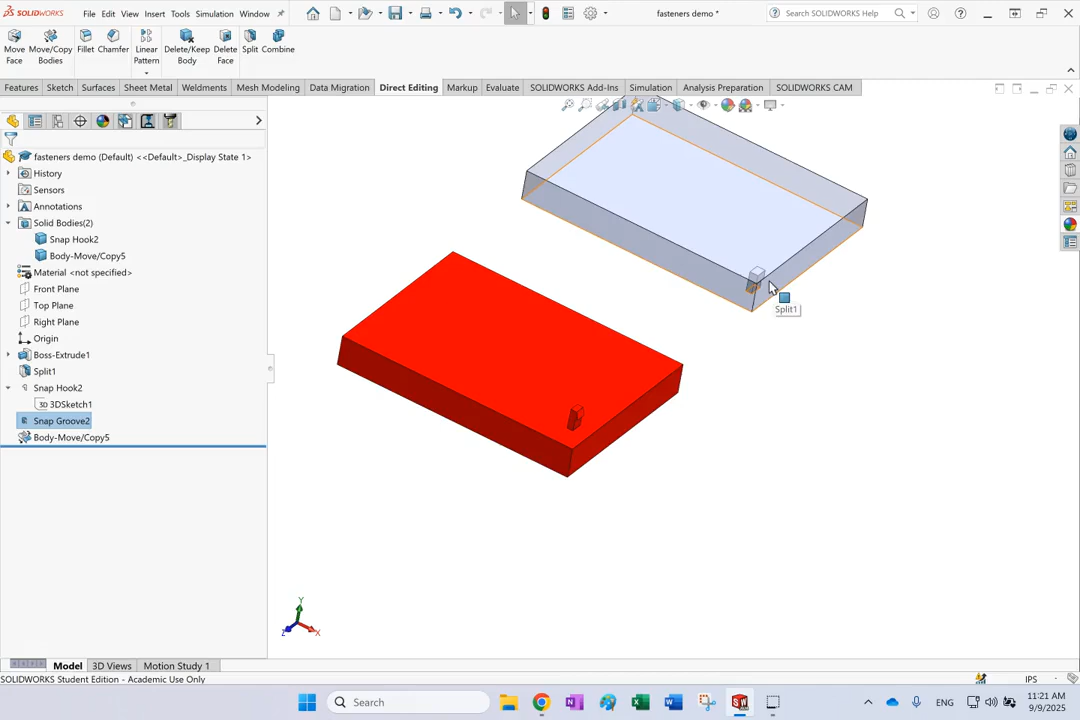 SOLIDWORKS File Edit View Insert Tools Simulation Window fasteners demo * Search SOLIDWORKS Help
Move Face Move/Copy Bodies Fillet Chamfer Linear Pattern Delete/Keep Body Delete Face Split Combine
Features Sketch Surfaces Sheet Metal Weldments Mesh Modeling Data Migration Direct Editing Markup Evaluate SOLIDWORKS Add-Ins Simulation Analysis Preparation SOLIDWORKS CAM
fasteners demo (Default) <<Default>_Display State 1>
History
Sensors
Annotations
Solid Bodies(2)
Snap Hook2
Body-Move/Copy5
Material <not specified>
Front Plane
Top Plane
Right Plane
Origin
Boss-Extrude1
Split1
Snap Hook2
3D 3DSketch1
Snap Groove2
Body-Move/Copy5
Split1
Y
Z X
Model 3D Views Motion Study 1
SOLIDWORKS Student Edition - Academic Use Only IPS
Search ENG 11:21 AM
9/9/2025